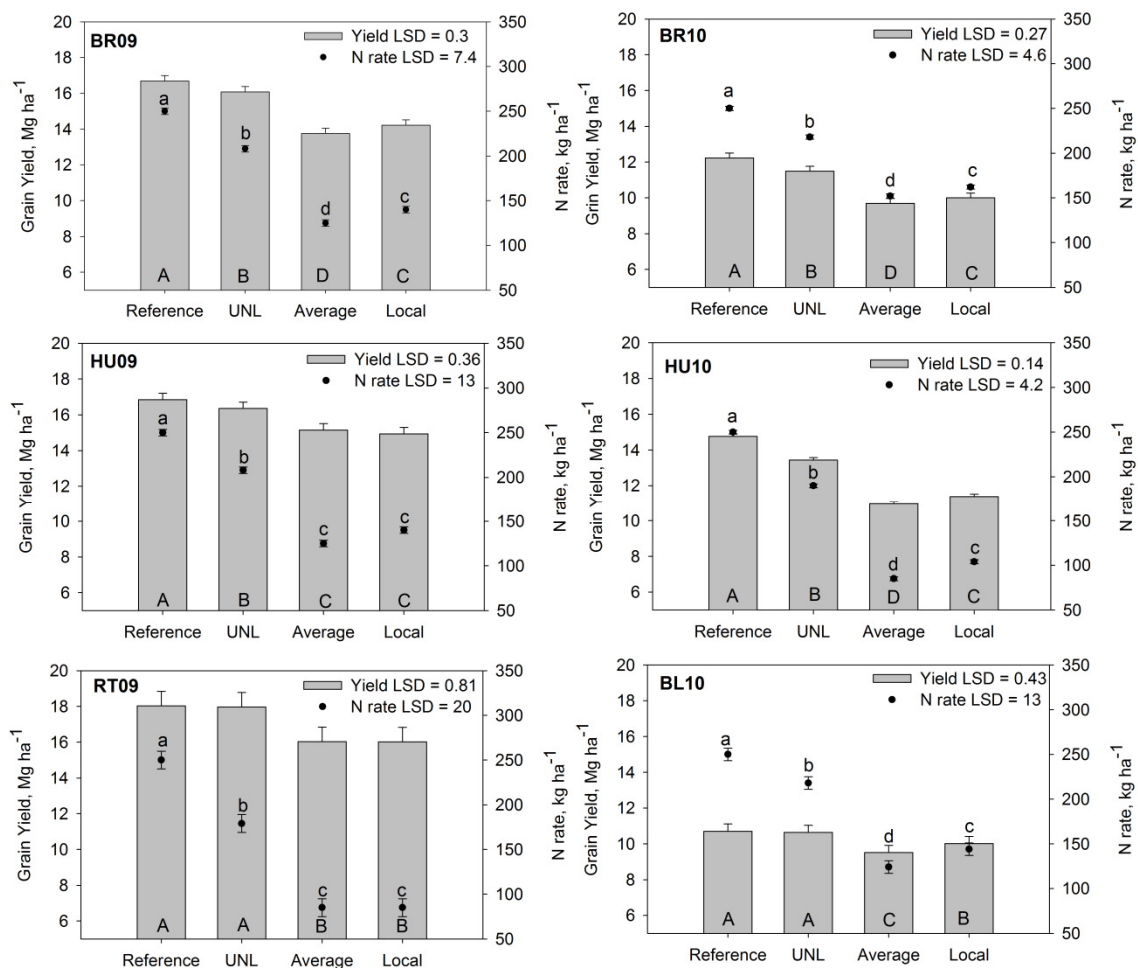 BR09
Yield LSD = 0.3
N rate LSD = 7.4
Grain Yield, Mg ha-1
20
18
16
14
12
10
8
6
a
b
d
c
A
B
D
C
350
300
250
200
150
100
50
N rate, kg ha-1
Reference UNL Average Local
BR10
Yield LSD = 0.27
N rate LSD = 4.6
Grin Yield, Mg ha-1
20
18
16
14
12
10
8
6
a
b
d
c
A
B
D
C
350
300
250
200
150
100
50
N rate, kg ha-1
Reference UNL Average Local
HU09
Yield LSD = 0.36
N rate LSD = 13
Grain Yield, Mg ha-1
20
18
16
14
12
10
8
6
a
b
c
c
A
B
C
C
350
300
250
200
150
100
50
N rate, kg ha-1
Reference UNL Average Local
HU10
Yield LSD = 0.14
N rate LSD = 4.2
Grain Yield, Mg ha-1
20
18
16
14
12
10
8
6
a
b
d
c
A
B
D
C
350
300
250
200
150
100
50
N rate, kg ha-1
Reference UNL Average Local
RT09
Yield LSD = 0.81
N rate LSD = 20
Grain Yield, Mg ha-1
20
18
16
14
12
10
8
6
a
b
c
c
A
A
B
B
350
300
250
200
150
100
50
N rate, kg ha-1
Reference UNL Average Local
BL10
Yield LSD = 0.43
N rate LSD = 13
Grain Yield, Mg ha-1
20
18
16
14
12
10
8
6
a
b
d
c
A
A
C
B
350
300
250
200
150
100
50
N rate, kg ha-1
Reference UNL Average Local